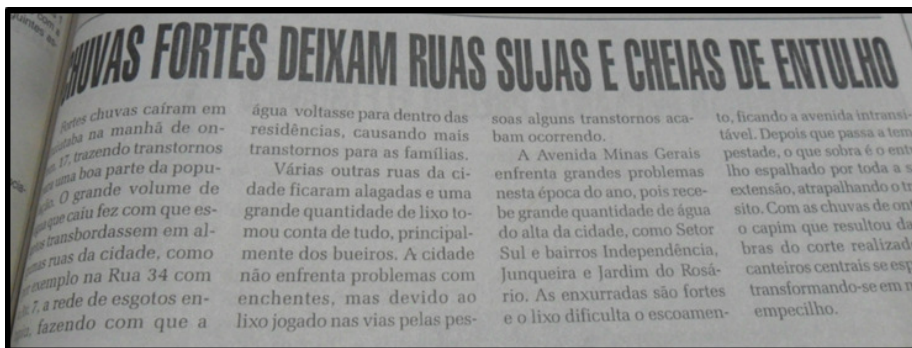 CHUVAS FORTES DEIXAM RUAS SUJAS E CHEIAS DE ENTULHO
Fortes chuvas caíram em
na manhã de on-
17, trazendo transtornos
uma boa parte da popu-
O grande volume de
que caiu fez com que es-
transbordassem em al-
ruas da cidade, como
exemplo na Rua 34 com
7, a rede de esgotos en-
fazendo com que a
água voltasse para dentro das
residências, causando mais
transtornos para as famílias.
Várias outras ruas da ci-
dade ficaram alagadas e uma
grande quantidade de lixo to-
mou conta de tudo, principal-
mente dos bueiros. A cidade
não enfrenta problemas com
enchentes, mas devido ao
lixo jogado nas vias pelas pes-
soas alguns transtornos aca-
bam ocorrendo.
A Avenida Minas Gerais
enfrenta grandes problemas
nesta época do ano, pois rece-
be grande quantidade de água
do alta da cidade, como Setor
Sul e bairros Independência,
Junqueira e Jardim do Rosá-
rio. As enxurradas são fortes
e o lixo dificulta o escoamen-
to, ficando a avenida intransi-
tável. Depois que passa a tem
pestade, o que sobra é o entu
lho espalhado por toda a s
extensão, atrapalhando o tr
sito. Com as chuvas de ont
o capim que resultou da
bras do corte realizad
canteiros centrais se esp
transformando-se em m
empecilho.